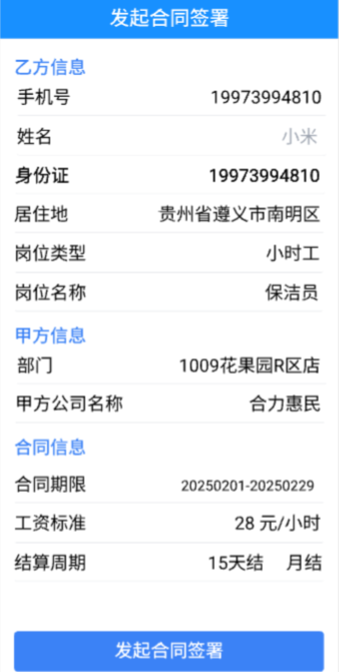 发起合同签署
乙方信息
手机号 19973994810
姓名 小米
身份证 19973994810
居住地 贵州省遵义市南明区
岗位类型 小时工
岗位名称 保洁员
甲方信息
部门 1009花果园R区店
甲方公司名称 合力惠民
合同信息
合同期限 20250201-20250229
工资标准 28 元/小时
结算周期 15天结 月结
发起合同签署